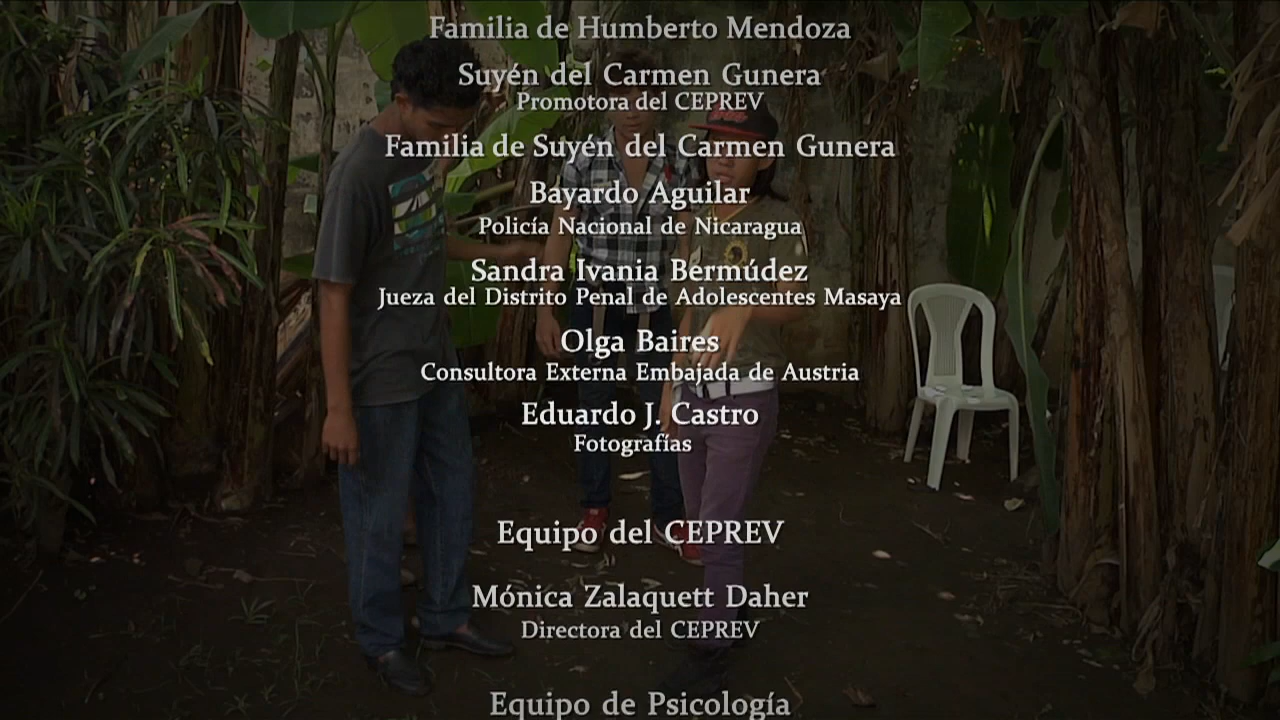 Familia de Humberto Mendoza
Suyén del Carmen Gunera
Promotora del CEPREV
Familia de Suyén del Carmen Gunera
Bayardo Aguilar
Policía Nacional de Nicaragua
Sandra Ivania Bermúdez
Jueza del Distrito Penal de Adolescentes Masaya
Olga Baires
Consultora Externa Embajada de Austria
Eduardo J. Castro
Fotografías
Equipo del CEPREV
Mónica Zalaquett Daher
Directora del CEPREV
Equipo de Psicología